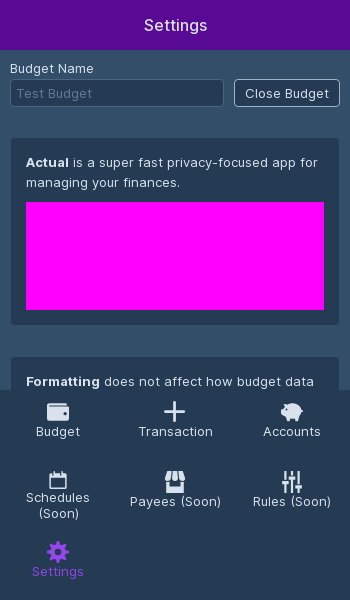 Settings
Budget Name
Test Budget
Close Budget
Actual is a super fast privacy-focused app for
managing your finances.
Formatting does not affect how budget data
Budget
Transaction
Accounts
Schedules
(Soon)
Payees (Soon)
Rules (Soon)
Settings